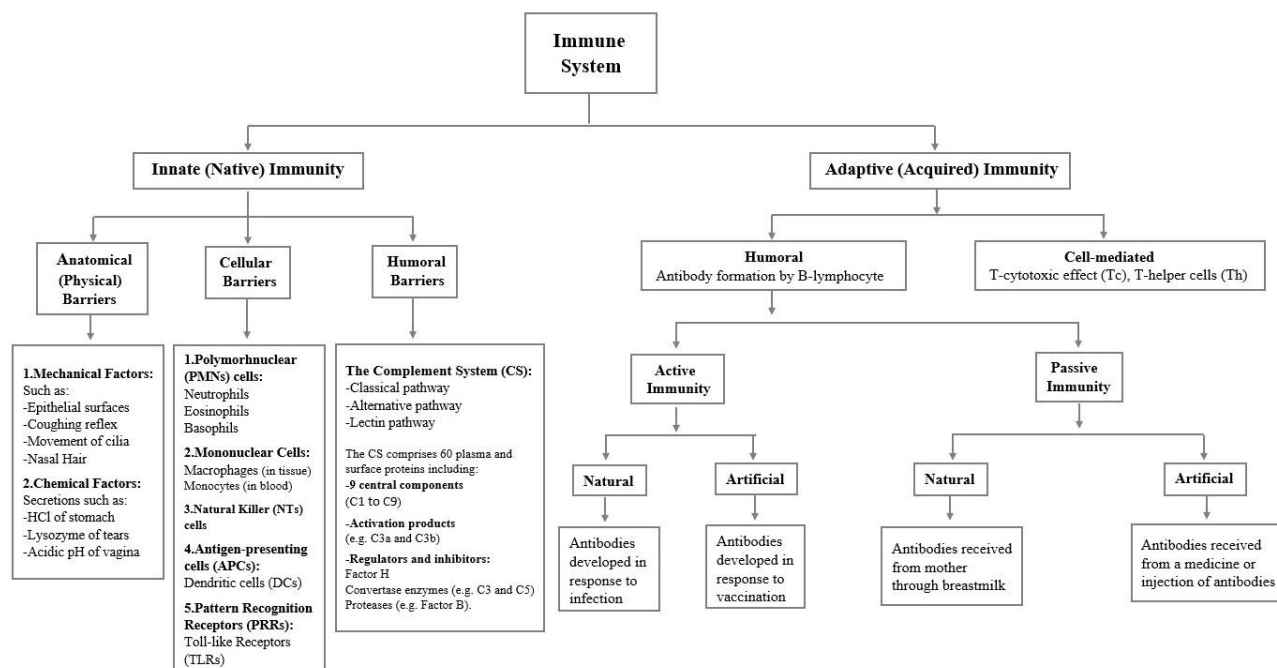 Immune
System
Innate (Native) Immunity
Adaptive (Acquired) Immunity
Anatomical
(Physical)
Barriers
Cellular
Barriers
Humoral
Barriers
Humoral
Antibody formation by B-lymphocyte
Cell-mediated
T-cytotoxic effect (Tc), T-helper cells (Th)
1.Mechanical Factors:
Such as:
-Epithelial surfaces
-Coughing reflex
-Movement of cilia
-Nasal Hair
2.Chemical Factors:
Secretions such as:
-HCl of stomach
-Lysozyme of tears
-Acidic pH of vagina
1.Polymorhnuclear
(PMNs) cells:
Neutrophils
Eosinophils
Basophils
2.Mononuclear Cells:
Macrophages (in tissue)
Monocytes (in blood)
3.Natural Killer (NTs)
cells
4.Antigen-presenting
cells (APCs):
Dendritic cells (DCs)
5.Pattern Recognition
Receptors (PRRs):
Toll-like Receptors
(TLRs)
The Complement System (CS):
-Classical pathway
-Alternative pathway
-Lectin pathway
The CS comprises 60 plasma and
surface proteins including:
-9 central components
(C1 to C9)
-Activation products
(e.g. C3a and C3b)
-Regulators and inhibitors:
Factor H
Convertase enzymes (e.g. C3 and C5)
Proteases (e.g. Factor B).
Active
Immunity
Passive
Immunity
Natural
Artificial
Natural
Artificial
Antibodies
developed in
response to
infection
Antibodies
developed in
response to
vaccination
Antibodies received
from mother
through breastmilk
Antibodies received
from a medicine or
injection of antibodies